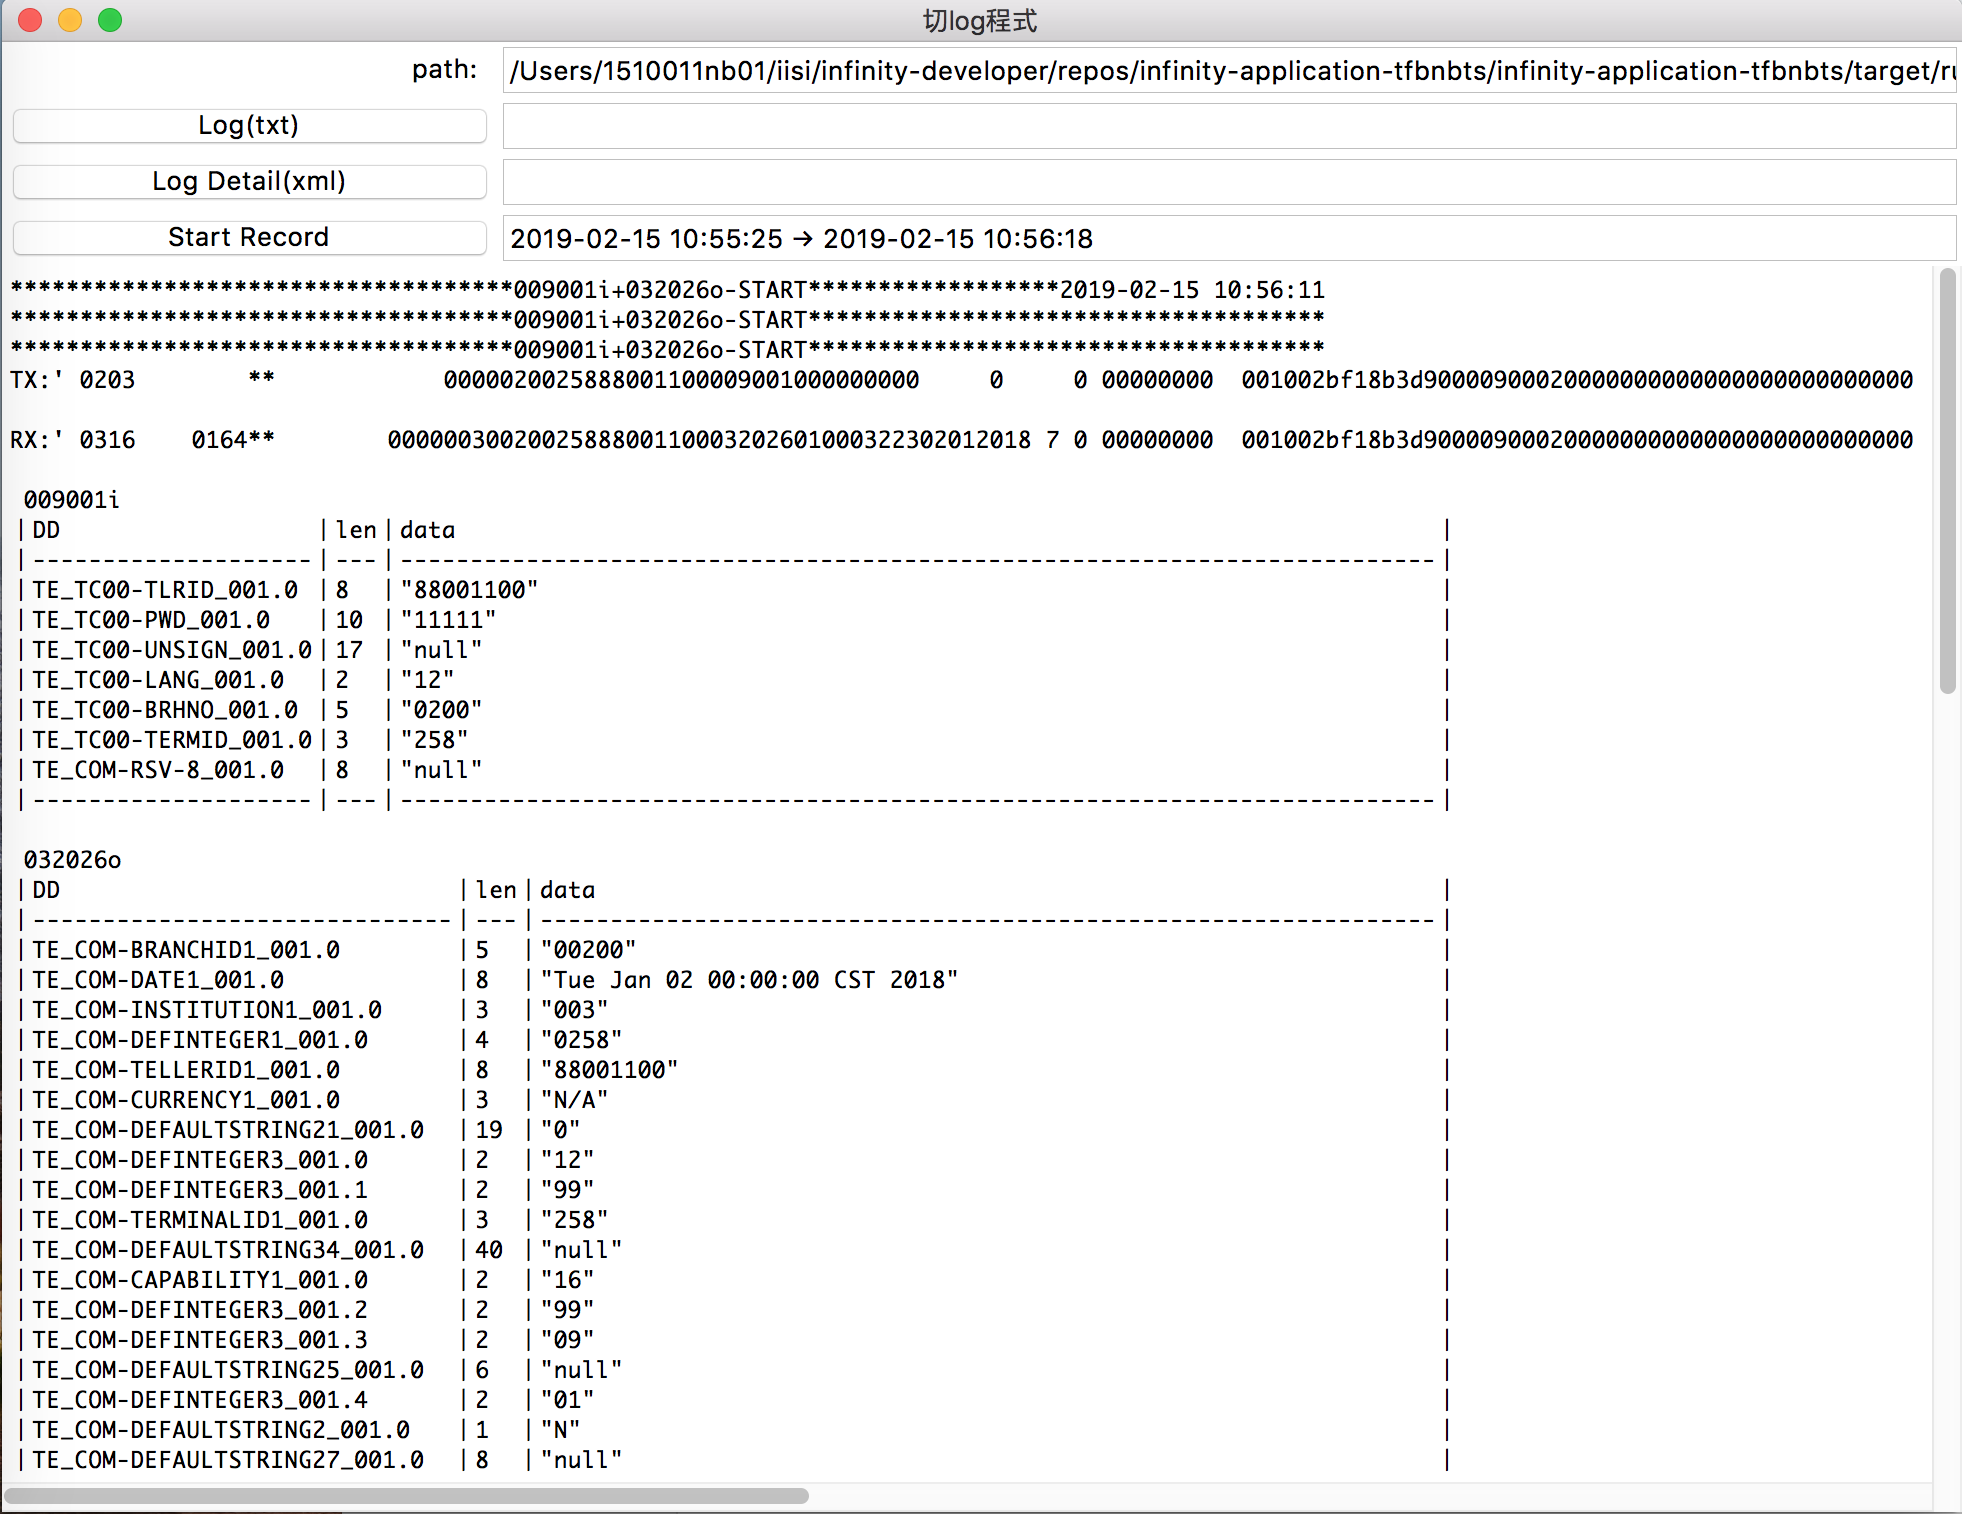 切log程式
path: /Users/1510011nb01/iisi/infinity-developer/repos/infinity-application-tfbnbts/infinity-application-tfbnbts/target/ru
Log(txt)
Log Detail(xml)
Start Record 2019-02-15 10:55:25 → 2019-02-15 10:56:18
************************************009001i+032026o-START******************2019-02-15 10:56:11
************************************009001i+032026o-START*************************************
************************************009001i+032026o-START*************************************
TX:' 0203        **            0000020025888001100009001000000000     0     0 00000000  001002bf18b3d90000900020000000000000000000000000
RX:' 0316    0164**        0000003002002588800110003202601000322302012018 7 0 00000000  001002bf18b3d90000900020000000000000000000000000
009001i
|DD                  |len|data                                                                          |
|--------------------|---|--------------------------------------------------------------------------|
|TE_TC00-TLRID_001.0 |8  |"88001100"                                                                |
|TE_TC00-PWD_001.0   |10 |"11111"                                                                   |
|TE_TC00-UNSIGN_001.0|17 |"null"                                                                    |
|TE_TC00-LANG_001.0  |2  |"12"                                                                      |
|TE_TC00-BRHNO_001.0 |5  |"0200"                                                                    |
|TE_TC00-TERMID_001.0|3  |"258"                                                                     |
|TE_COM-RSV-8_001.0  |8  |"null"                                                                    |
|--------------------|---|--------------------------------------------------------------------------|
032026o
|DD                            |len|data                                                                |
|------------------------------|---|----------------------------------------------------------------|
|TE_COM-BRANCHID1_001.0        |5  |"00200"                                                         |
|TE_COM-DATE1_001.0            |8  |"Tue Jan 02 00:00:00 CST 2018"                                  |
|TE_COM-INSTITUTION1_001.0     |3  |"003"                                                           |
|TE_COM-DEFINTEGER1_001.0      |4  |"0258"                                                          |
|TE_COM-TELLERID1_001.0        |8  |"88001100"                                                      |
|TE_COM-CURRENCY1_001.0        |3  |"N/A"                                                           |
|TE_COM-DEFAULTSTRING21_001.0  |19 |"0"                                                             |
|TE_COM-DEFINTEGER3_001.0      |2  |"12"                                                            |
|TE_COM-DEFINTEGER3_001.1      |2  |"99"                                                            |
|TE_COM-TERMINALID1_001.0      |3  |"258"                                                           |
|TE_COM-DEFAULTSTRING34_001.0  |40 |"null"                                                          |
|TE_COM-CAPABILITY1_001.0      |2  |"16"                                                            |
|TE_COM-DEFINTEGER3_001.2      |2  |"99"                                                            |
|TE_COM-DEFINTEGER3_001.3      |2  |"09"                                                            |
|TE_COM-DEFAULTSTRING25_001.0  |6  |"null"                                                          |
|TE_COM-DEFINTEGER3_001.4      |2  |"01"                                                            |
|TE_COM-DEFAULTSTRING2_001.0   |1  |"N"                                                             |
|TE_COM-DEFAULTSTRING27_001.0  |8  |"null"                                                          |